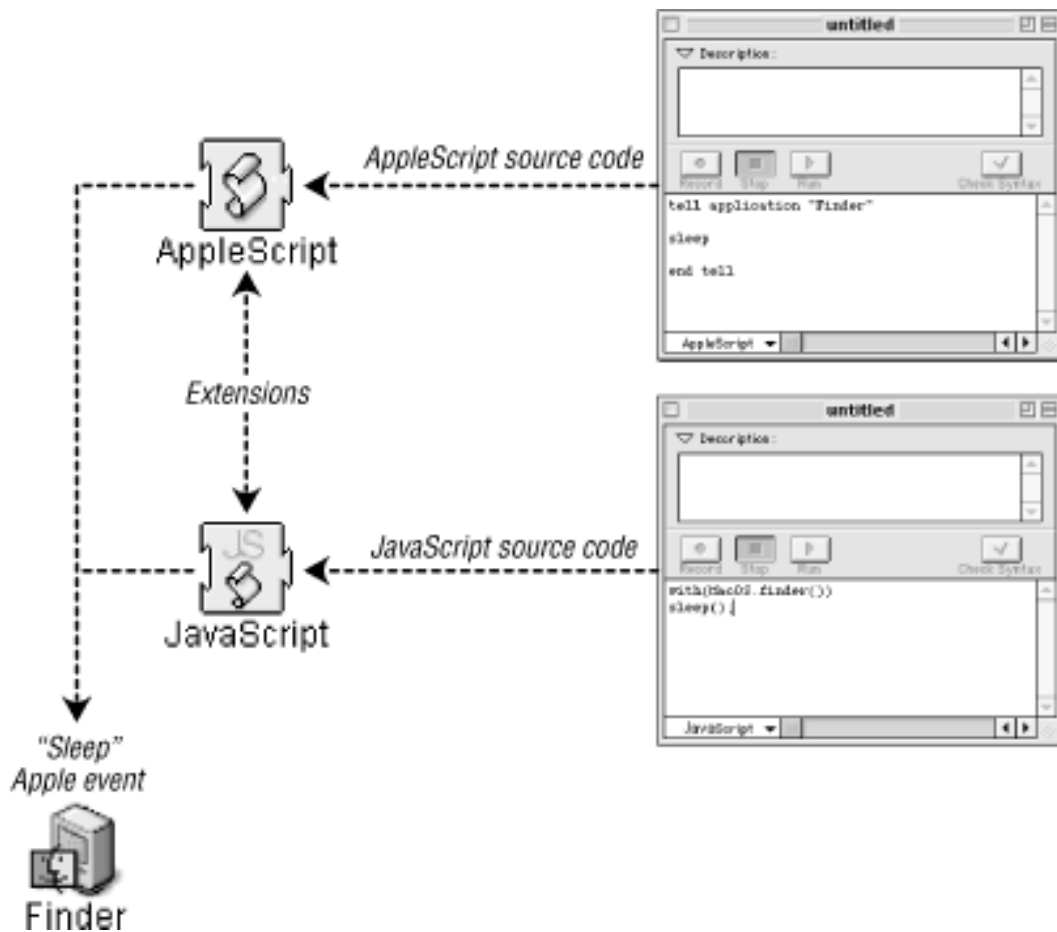 untitled
Description:
AppleScript source code
Record Stop Run Check Syntax
tell application "Finder"
sleep
end tell
AppleScript
AppleScript
Extensions
untitled
Description:
JS
JavaScript source code
Record Stop Run Check Syntax
with(MacOS.finder())
sleep();
JavaScript
JavaScript
"Sleep"
Apple event
Finder